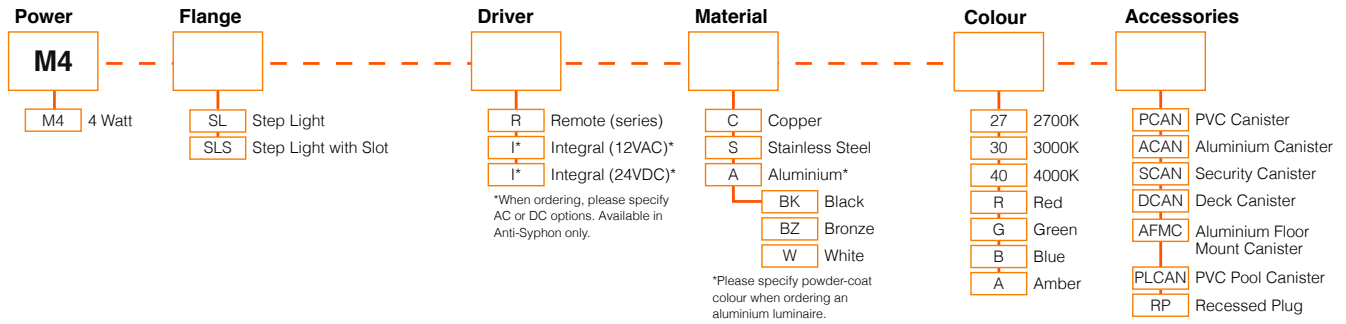 Power
M4
M4 4 Watt
Flange
SL Step Light
SLS Step Light with Slot
Driver
R Remote (series)
I* Integral (12VAC)*
I* Integral (24VDC)*
*When ordering, please specify
AC or DC options. Available in
Anti-Syphon only.
Material
C Copper
S Stainless Steel
A Aluminium*
BK Black
BZ Bronze
W White
*Please specify powder-coat
colour when ordering an
aluminium luminaire.
Colour
27 2700K
30 3000K
40 4000K
R Red
G Green
B Blue
A Amber
Accessories
PCAN PVC Canister
ACAN Aluminium Canister
SCAN Security Canister
DCAN Deck Canister
AFMC Aluminium Floor
Mount Canister
PLCAN PVC Pool Canister
RP Recessed Plug